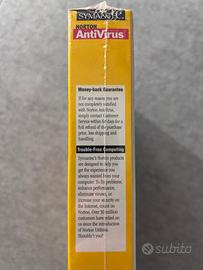 SYMANTEC
NORTON
AntiVirus
Money-back Guarantee
If for any reason you are not
completely satisfied with
Norton AntiVirus,
simply contact Customer
Service within 60 days for a
full refund of the purchase
price, less shipping and
handling.
Trouble-Free Computing
Symantec's Norton products
are designed to help you
get the experience you
always wanted from your
computer. To fix problems,
enhance performance,
eliminate viruses, or
increase your security on
the Internet, count on
Norton. Over 50 million
customers have relied on
us since the introduction
of Norton Utilities.
Shouldn't you?
subito